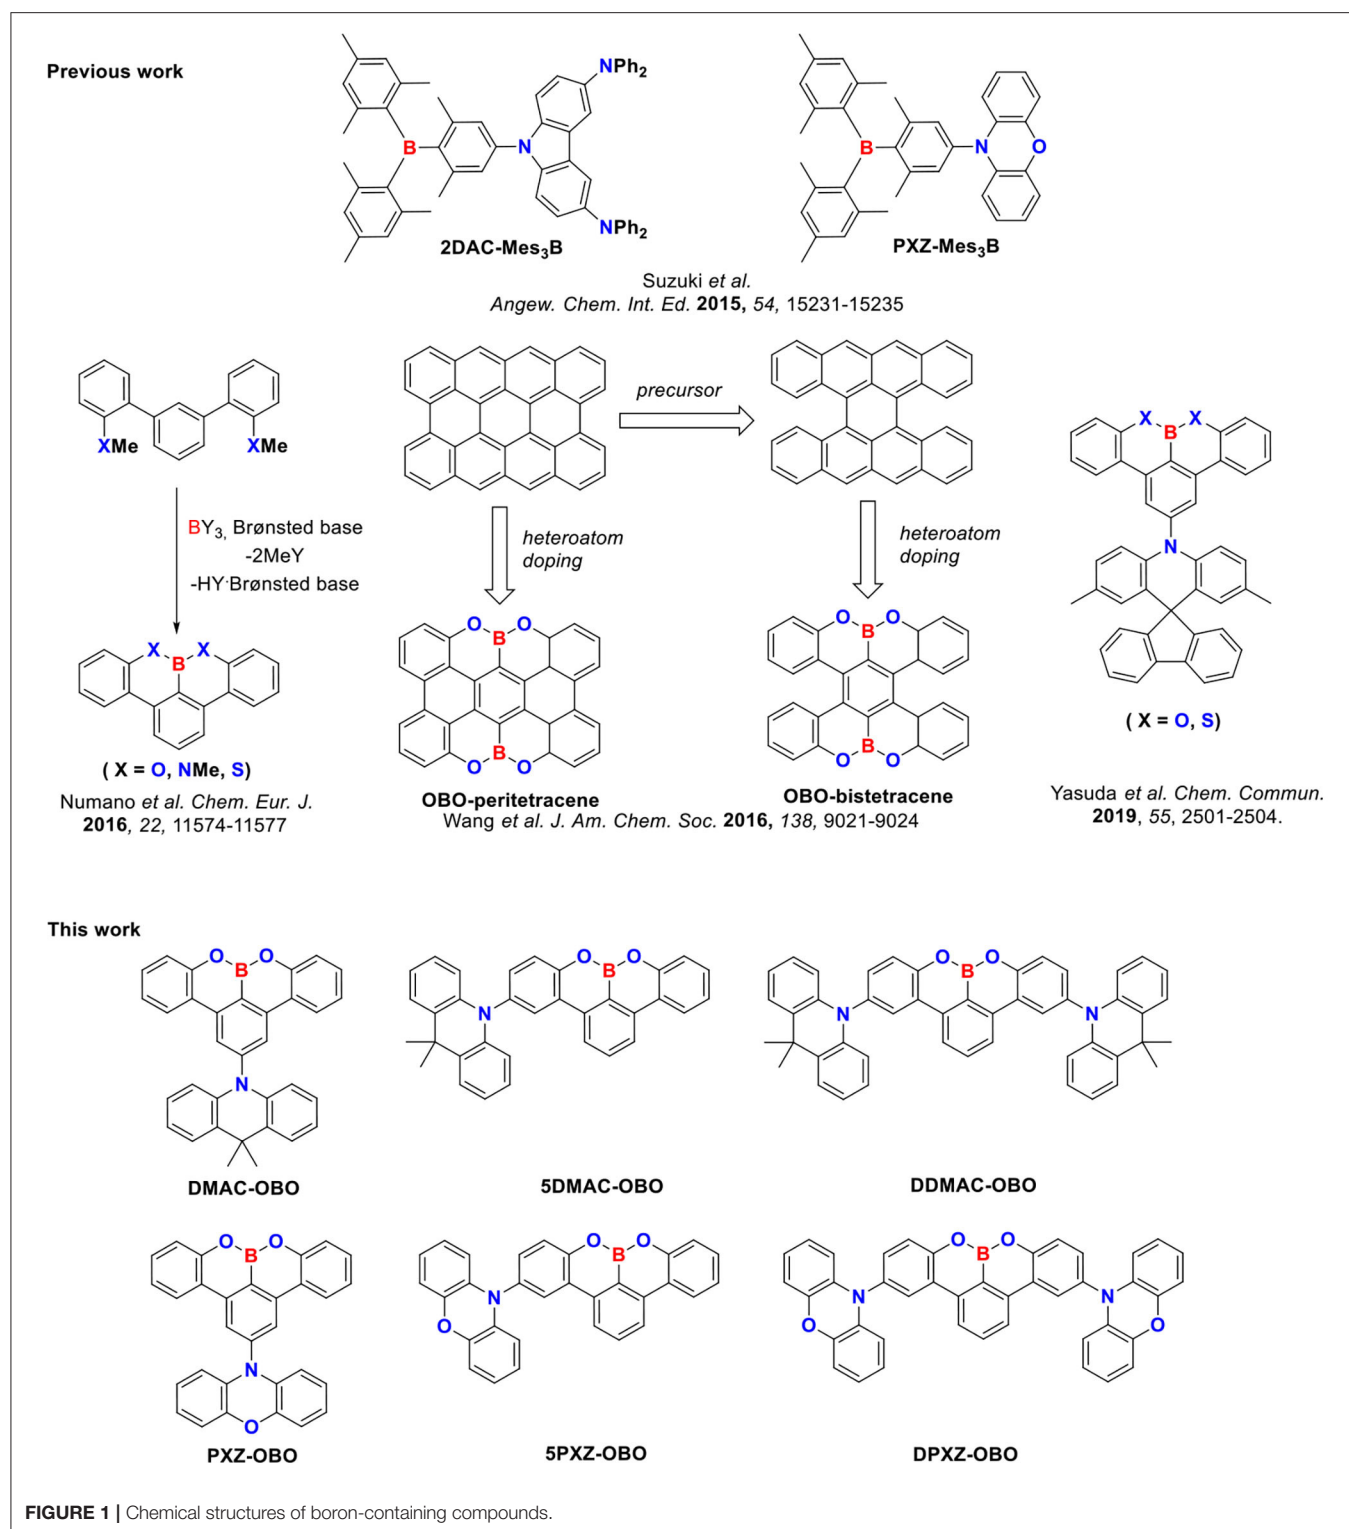 Previous work
NPh2
B
N
NPh2
2DAC-Mes3B
B
N
O
PXZ-Mes3B
Suzuki et al.
Angew. Chem. Int. Ed. 2015, 54, 15231-15235
XMe
XMe
BY3, Brønsted base
-2MeY
-HY·Brønsted base
X
X
B
( X = O, NMe, S)
Numano et al. Chem. Eur. J.
2016, 22, 11574-11577
precursor
heteroatom
doping
heteroatom
doping
O
B
O
O
B
O
OBO-peritetracene
O
B
O
O
B
O
OBO-bistetracene
Wang et al. J. Am. Chem. Soc. 2016, 138, 9021-9024
X
X
B
N
( X = O, S)
Yasuda et al. Chem. Commun.
2019, 55, 2501-2504.
This work
O
B
O
N
DMAC-OBO
O
B
O
N
5DMAC-OBO
O
B
O
N
N
DDMAC-OBO
O
B
O
N
O
PXZ-OBO
O
B
O
N
O
5PXZ-OBO
O
B
O
N
N
O
O
DPXZ-OBO
FIGURE 1 | Chemical structures of boron-containing compounds.